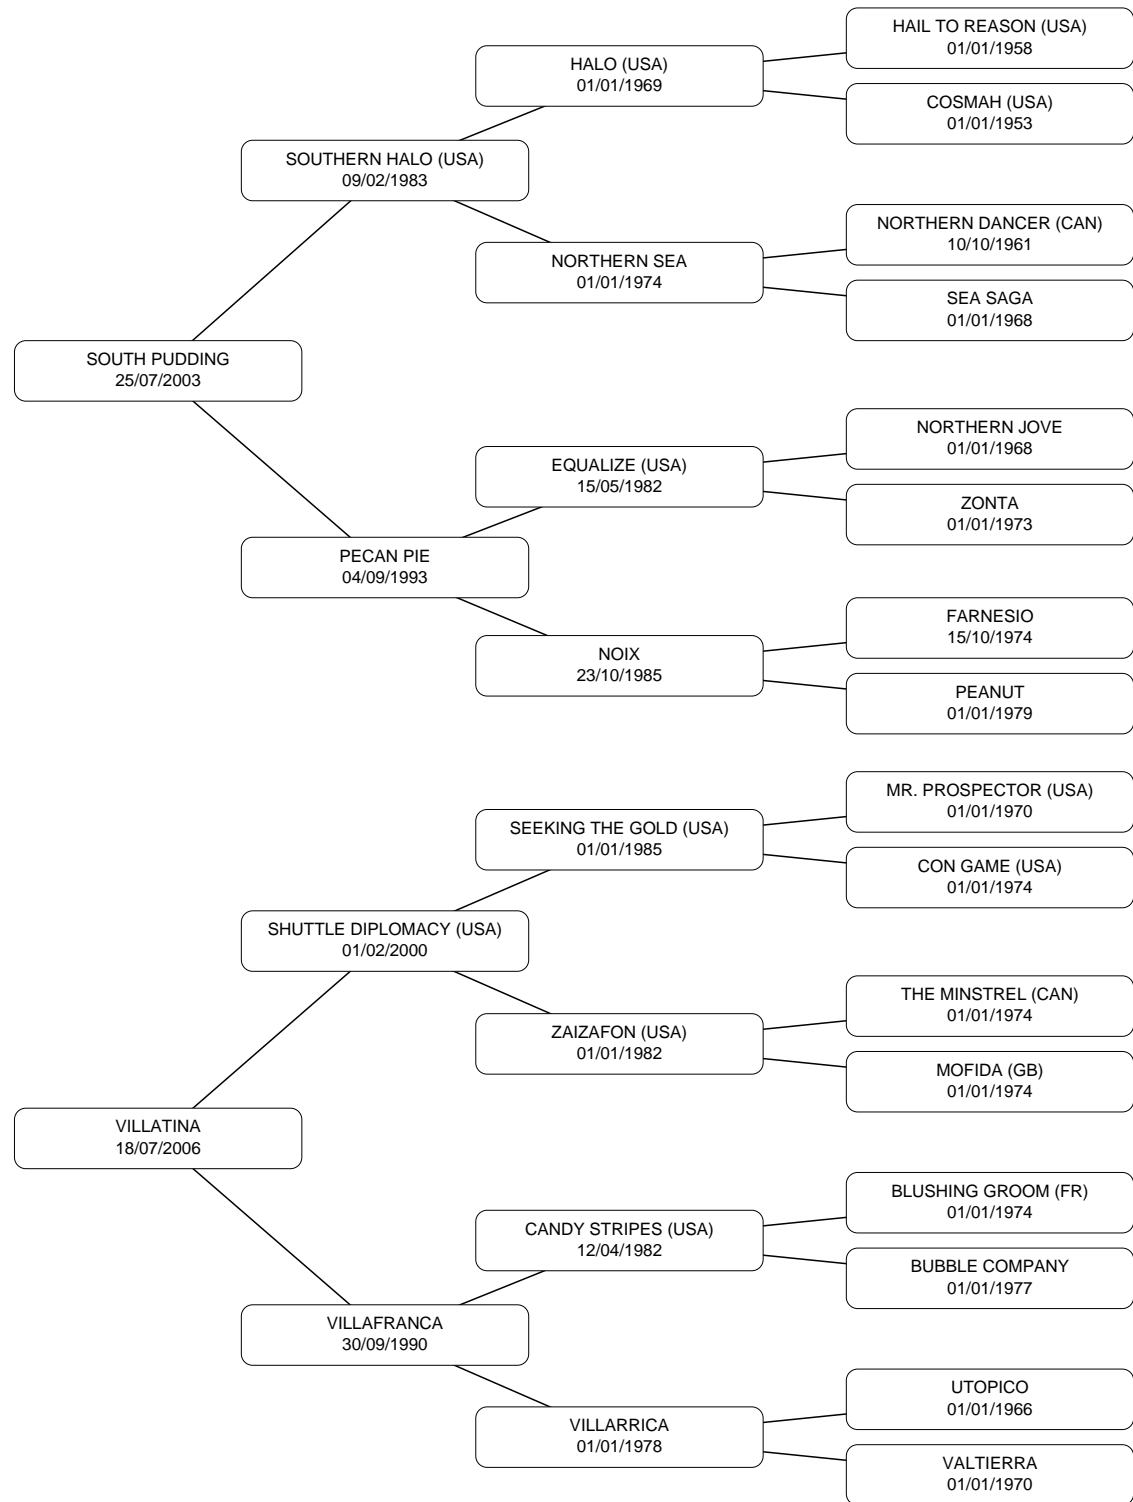 HAIL TO REASON (USA)
01/01/1958
HALO (USA)
01/01/1969
COSMAH (USA)
01/01/1953
SOUTHERN HALO (USA)
09/02/1983
NORTHERN DANCER (CAN)
10/10/1961
NORTHERN SEA
01/01/1974
SEA SAGA
01/01/1968
SOUTH PUDDING
25/07/2003
NORTHERN JOVE
01/01/1968
EQUALIZE (USA)
15/05/1982
ZONTA
01/01/1973
PECAN PIE
04/09/1993
FARNESIO
15/10/1974
NOIX
23/10/1985
PEANUT
01/01/1979
MR. PROSPECTOR (USA)
01/01/1970
SEEKING THE GOLD (USA)
01/01/1985
CON GAME (USA)
01/01/1974
SHUTTLE DIPLOMACY (USA)
01/02/2000
THE MINSTREL (CAN)
01/01/1974
ZAIZAFON (USA)
01/01/1982
MOFIDA (GB)
01/01/1974
VILLATINA
18/07/2006
BLUSHING GROOM (FR)
01/01/1974
CANDY STRIPES (USA)
12/04/1982
BUBBLE COMPANY
01/01/1977
VILLAFRANCA
30/09/1990
UTOPICO
01/01/1966
VILLARRICA
01/01/1978
VALTIERRA
01/01/1970